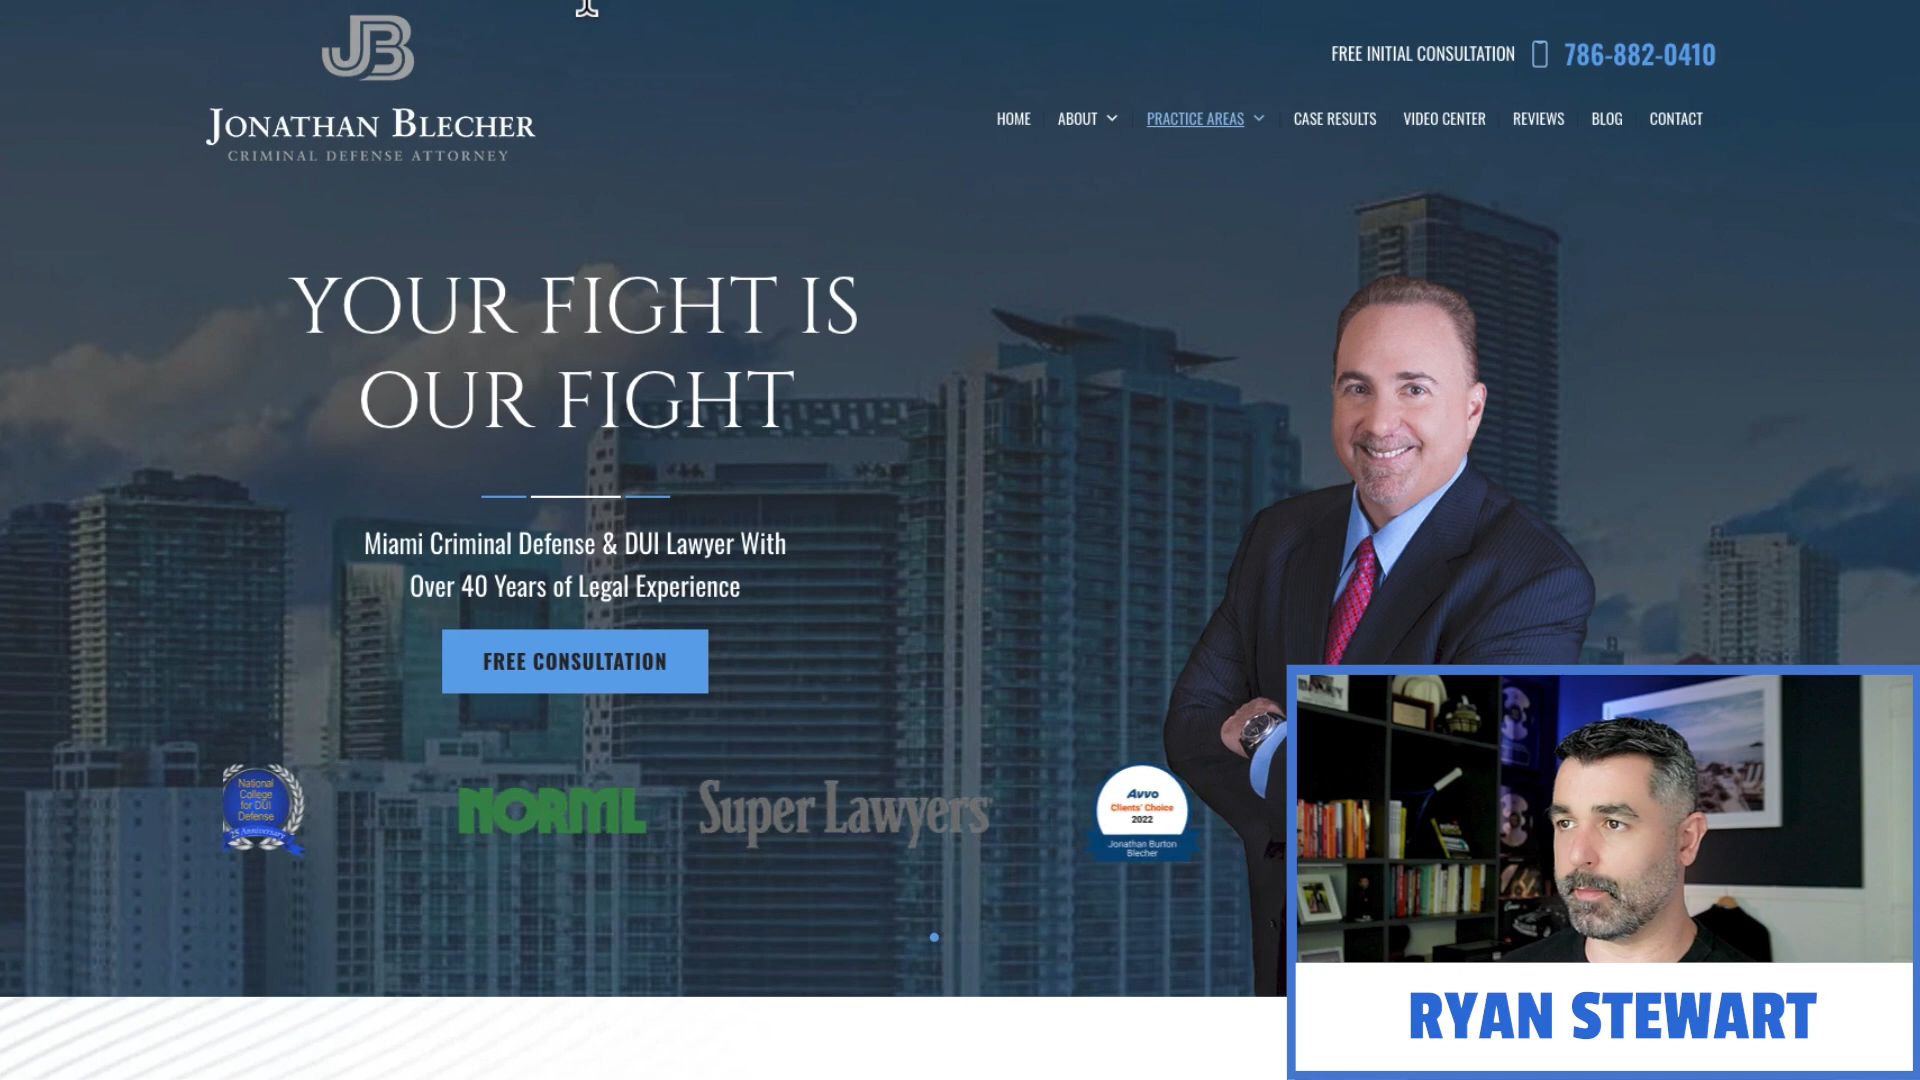 JB
JONATHAN BLECHER
CRIMINAL DEFENSE ATTORNEY
FREE INITIAL CONSULTATION 786-882-0410
HOME ABOUT PRACTICE AREAS CASE RESULTS VIDEO CENTER REVIEWS BLOG CONTACT
YOUR FIGHT IS
OUR FIGHT
Miami Criminal Defense & DUI Lawyer With
Over 40 Years of Legal Experience
FREE CONSULTATION
National
College
for DUI
Defense
25 Anniversary
NORML
Super Lawyers
Avvo
Clients' Choice
2022
Jonathan Burton
Blecher
RYAN STEWART